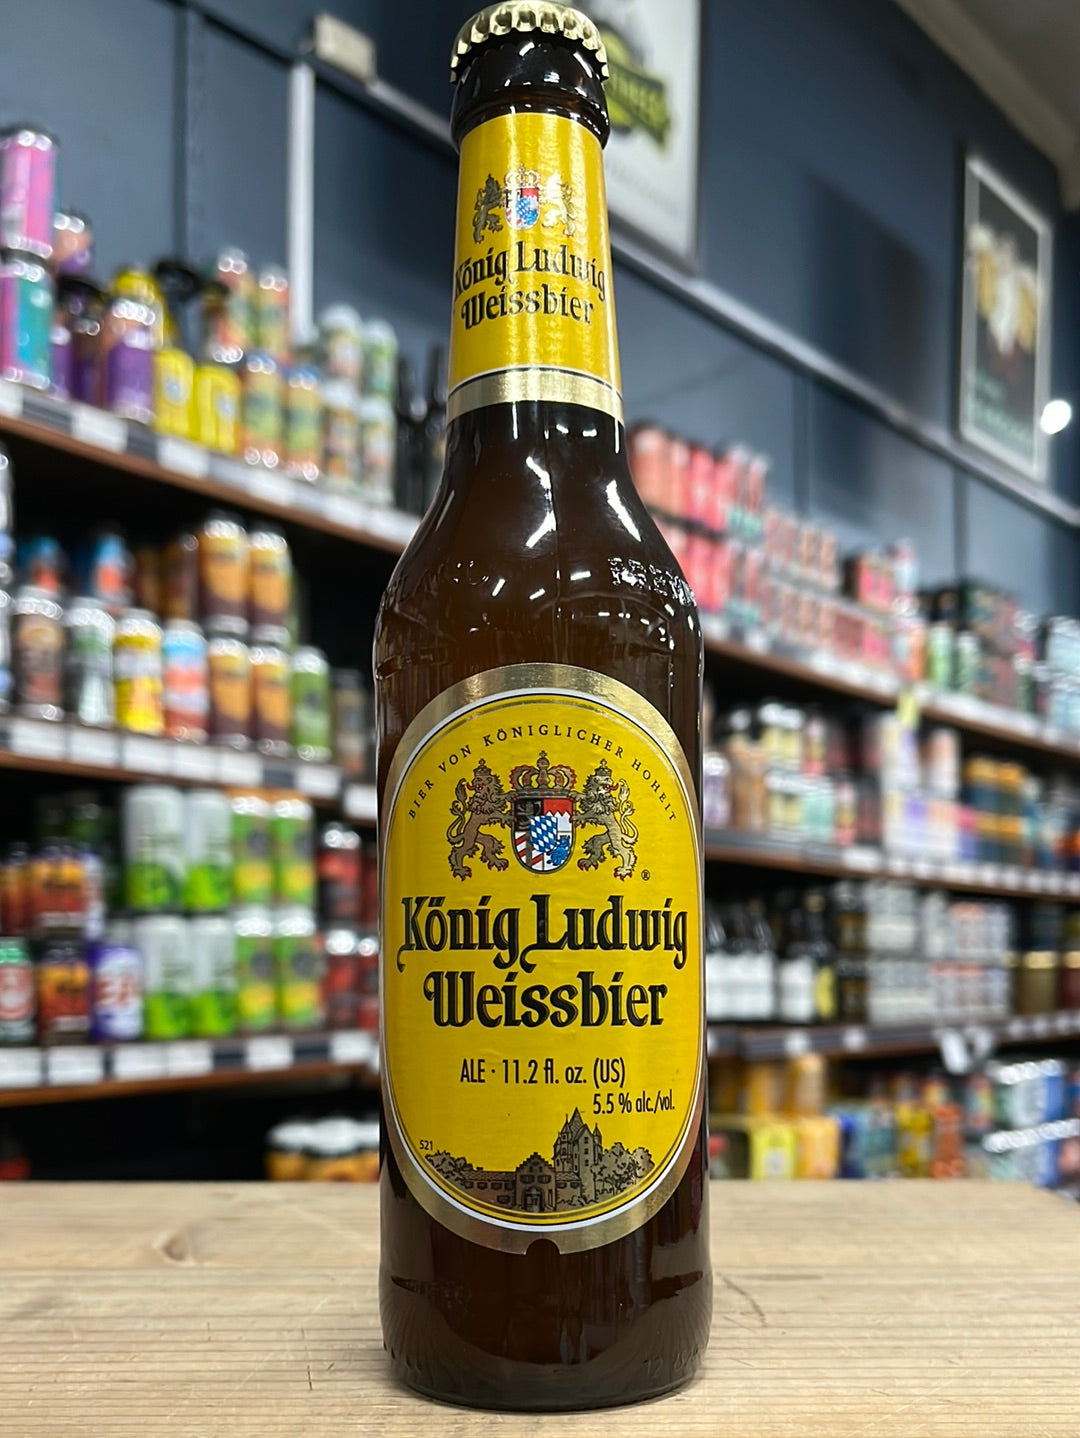 König Ludwig
Weissbier
BIER VON KÖNIGLICHER HOHEIT
®
König Ludwig
Weissbier
ALE · 11.2 fl. oz. (US)
5.5 % alc./vol.
521